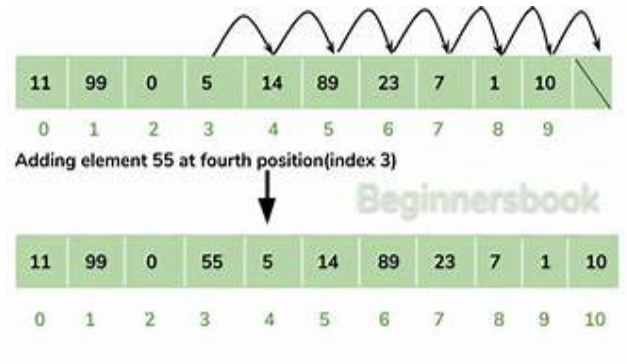 11 99 0 5 14 89 23 7 1 10
0 1 2 3 4 5 6 7 8 9
Adding element 55 at fourth position(index 3)
Beginnersbook
11 99 0 55 5 14 89 23 7 1 10
0 1 2 3 4 5 6 7 8 9 10